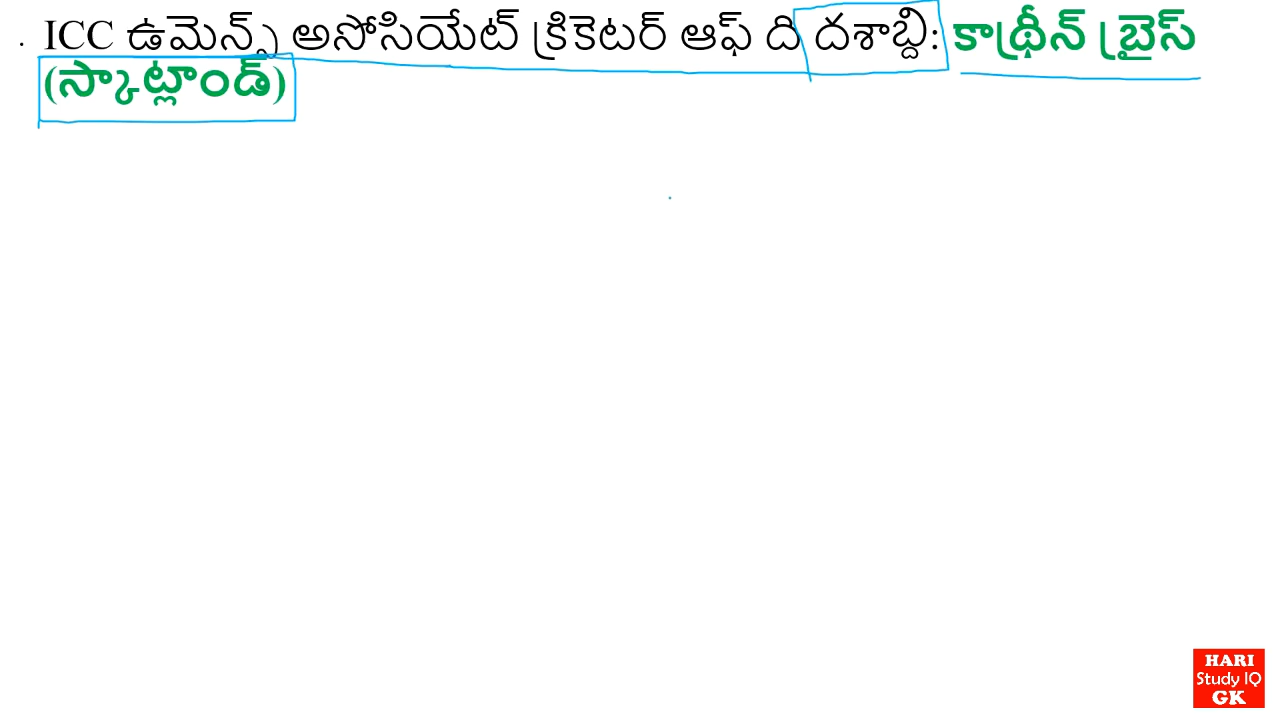 . ICC ఉమెన్స్ అసోసియేట్ క్రికెటర్ ఆఫ్ ది దశాబ్ది: కాథ్రీన్ బ్రైస్
(స్కాట్లాండ్)
HARI
Study IQ
GK